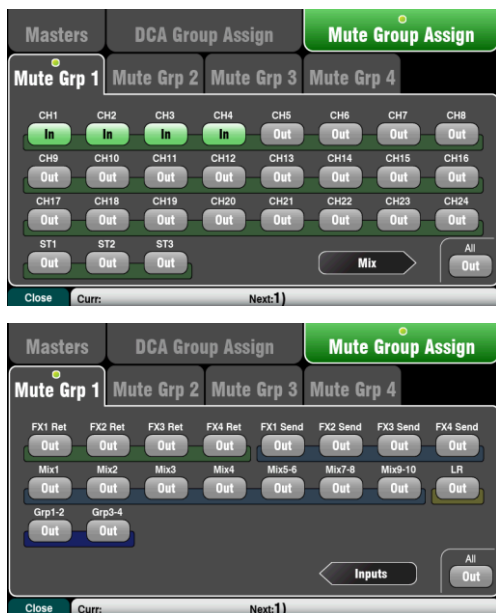 Masters DCA Group Assign Mute Group Assign
Mute Grp 1 Mute Grp 2 Mute Grp 3 Mute Grp 4
CH1 CH2 CH3 CH4 CH5 CH6 CH7 CH8
In In In In Out Out Out Out
CH9 CH10 CH11 CH12 CH13 CH14 CH15 CH16
Out Out Out Out Out Out Out Out
CH17 CH18 CH19 CH20 CH21 CH22 CH23 CH24
Out Out Out Out Out Out Out Out
ST1 ST2 ST3 All
Out Out Out Mix Out
Close Curr: Next:1)
Masters DCA Group Assign Mute Group Assign
Mute Grp 1 Mute Grp 2 Mute Grp 3 Mute Grp 4
FX1 Ret FX2 Ret FX3 Ret FX4 Ret FX1 Send FX2 Send FX3 Send FX4 Send
Out Out Out Out Out Out Out Out
Mix1 Mix2 Mix3 Mix4 Mix5-6 Mix7-8 Mix9-10 LR
Out Out Out Out Out Out Out Out
Grp1-2 Grp3-4
Out Out
All
Inputs Out
Close Curr: Next:1)